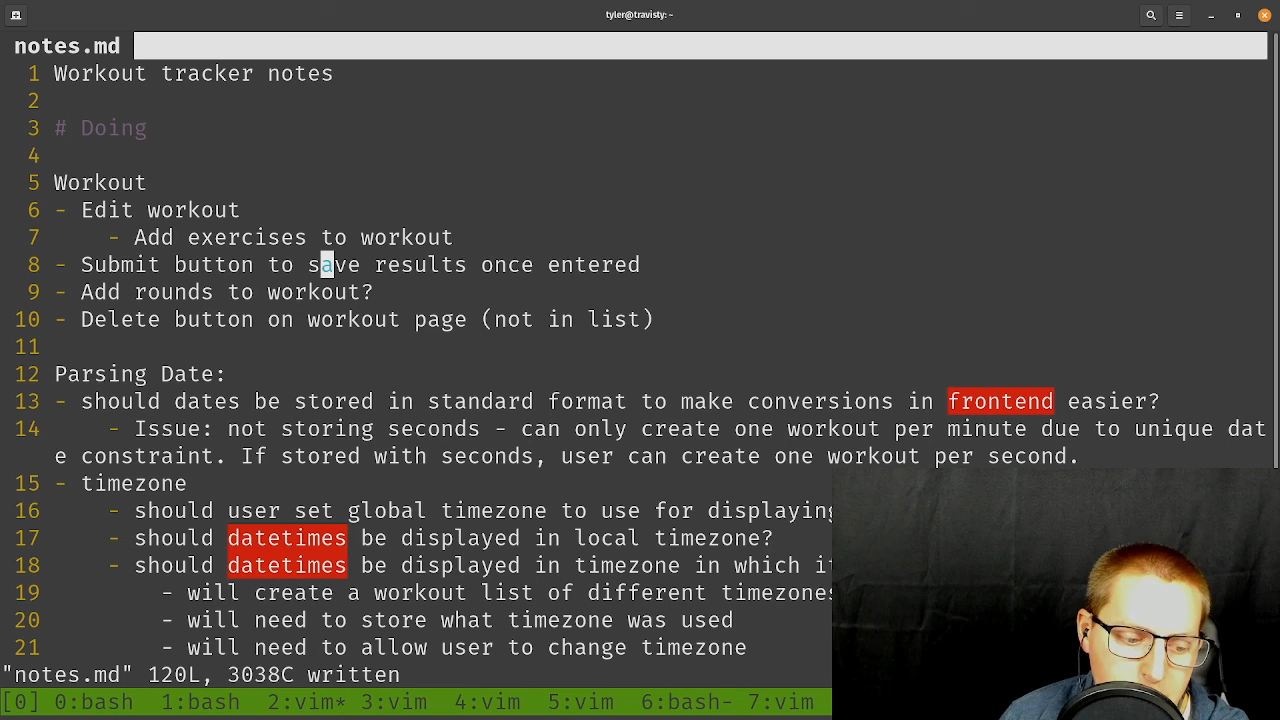 tyler@travisty: ~
notes.md
1 Workout tracker notes
2
3 # Doing
4
5 Workout
6 - Edit workout
7 - Add exercises to workout
8 - Submit button to save results once entered
9 - Add rounds to workout?
10 - Delete button on workout page (not in list)
11
12 Parsing Date:
13 - should dates be stored in standard format to make conversions in frontend easier?
14 - Issue: not storing seconds - can only create one workout per minute due to unique dat
e constraint. If stored with seconds, user can create one workout per second.
15 - timezone
16 - should user set global timezone to use for displaying
17 - should datetimes be displayed in local timezone?
18 - should datetimes be displayed in timezone in which it
19 - will create a workout list of different timezones
20 - will need to store what timezone was used
21 - will need to allow user to change timezone
"notes.md" 120L, 3038C written
[0] 0:bash 1:bash 2:vim* 3:vim 4:vim 5:vim 6:bash- 7:vim